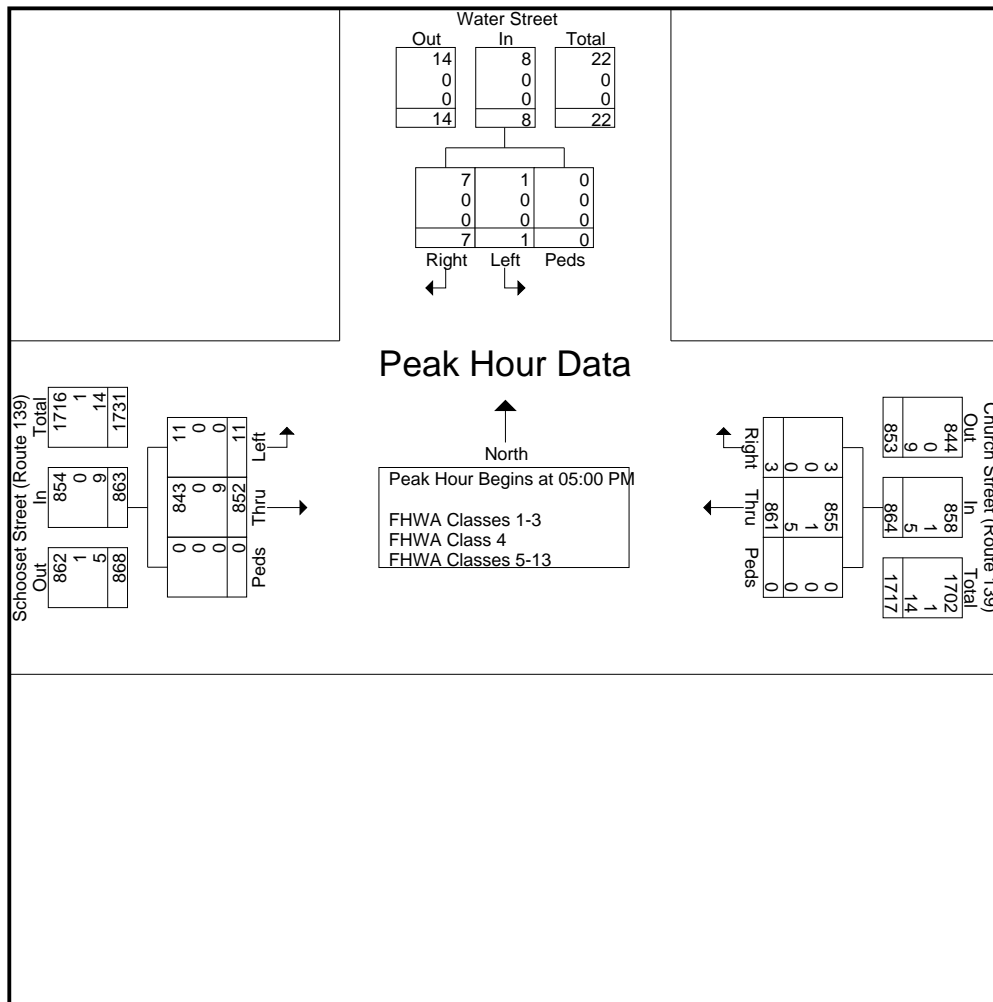 Water Street
Out In Total
14 8 22
0 0 0
0 0 0
14 8 22
7 1 0
0 0 0
0 0 0
7 1 0
Right Left Peds
Peak Hour Data
North
Peak Hour Begins at 05:00 PM
FHWA Classes 1-3
FHWA Class 4
FHWA Classes 5-13
Schooset Street (Route 139)
Out In Total
862 854 1716
1 0 1
5 9 14
868 863 1731
Left Thru Peds
11 843 0
0 0 0
0 9 0
11 852 0
Church Street (Route 139)
Out In Total
844 858 1702
0 1 1
9 5 14
853 864 1717
Right Thru Peds
3 855 0
0 1 0
0 5 0
3 861 0